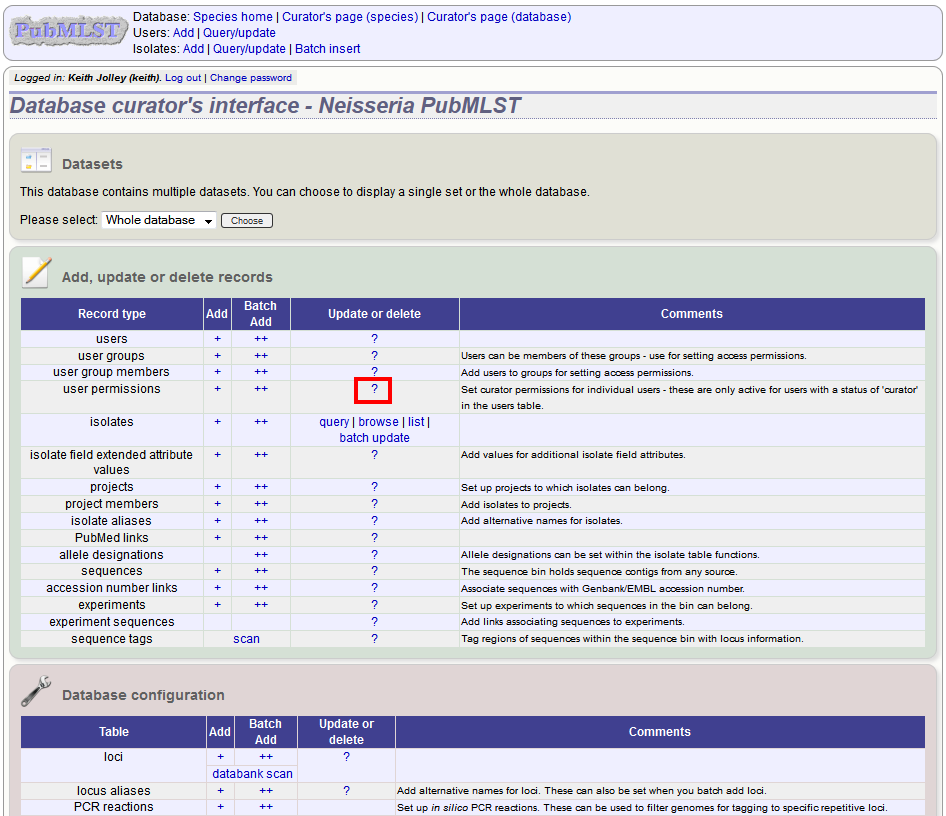 PubMLST
Database: Species home | Curator's page (species) | Curator's page (database)
Users: Add | Query/update
Isolates: Add | Query/update | Batch insert
Logged in: Keith Jolley (keith). Log out | Change password
Database curator's interface - Neisseria PubMLST
Datasets
This database contains multiple datasets. You can choose to display a single set or the whole database.
Please select: Whole database Choose
Add, update or delete records
Record type Add Batch Add Update or delete Comments
users + ++ ?
user groups + ++ ? Users can be members of these groups - use for setting access permissions.
user group members + ++ ? Add users to groups for setting access permissions.
user permissions + ++ ? Set curator permissions for individual users - these are only active for users with a status of 'curator'
in the users table.
isolates + ++ query | browse | list |
batch update
isolate field extended attribute + ++ ? Add values for additional isolate field attributes.
values
projects + ++ ? Set up projects to which isolates can belong.
project members + ++ ? Add isolates to projects.
isolate aliases + ++ ? Add alternative names for isolates.
PubMed links + ++ ?
allele designations ++ ? Allele designations can be set within the isolate table functions.
sequences + ++ ? The sequence bin holds sequence contigs from any source.
accession number links + ++ ? Associate sequences with Genbank/EMBL accession number.
experiments + ++ ? Set up experiments to which sequences in the bin can belong.
experiment sequences ? Add links associating sequences to experiments.
sequence tags scan ? Tag regions of sequences within the sequence bin with locus information.
Database configuration
Table Add Batch Add Update or delete Comments
loci + ++ ?
databank scan
locus aliases + ++ ? Add alternative names for loci. These can also be set when you batch add loci.
PCR reactions + ++ Set up in silico PCR reactions. These can be used to filter genomes for tagging to specific repetitive loci.